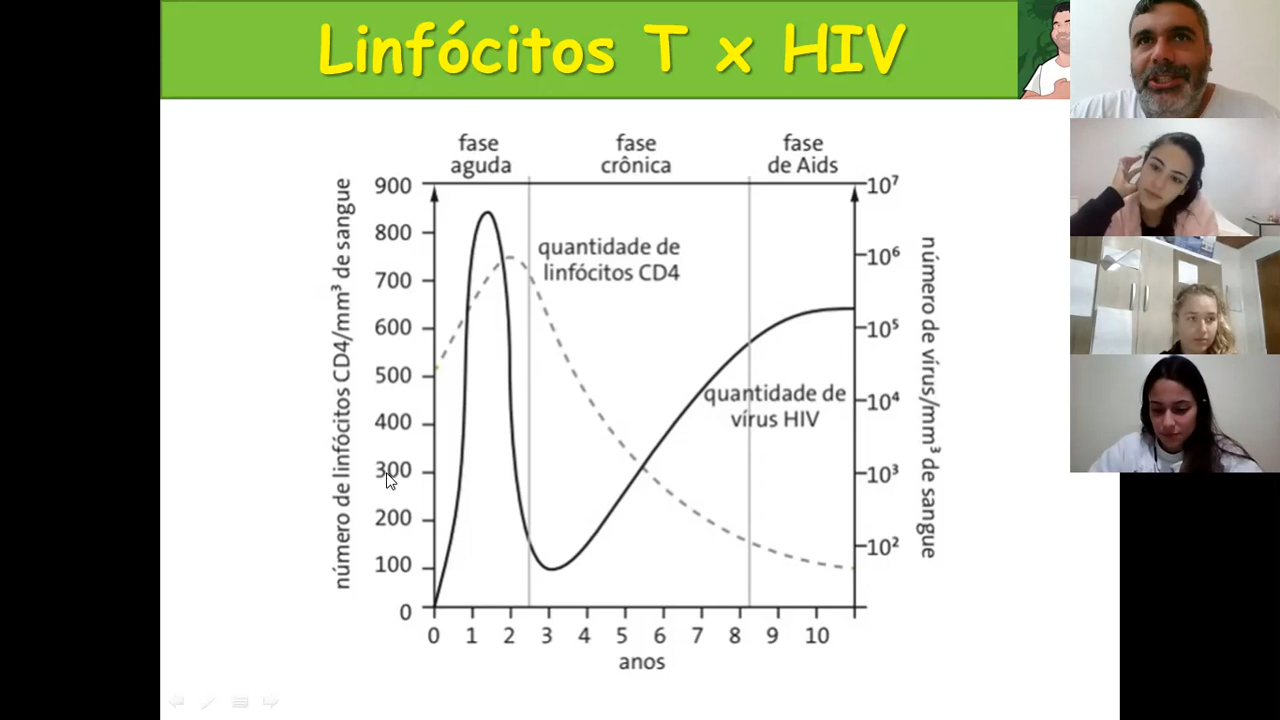 Linfócitos T x HIV
fase
aguda
fase
crônica
fase
de Aids
número de linfócitos CD4/mm³ de sangue
900
800
700
600
500
400
300
200
100
0
quantidade de
linfócitos CD4
quantidade de
vírus HIV
10⁷
10⁶
10⁵
10⁴
10³
10²
número de vírus/mm³ de sangue
0 1 2 3 4 5 6 7 8 9 10
anos